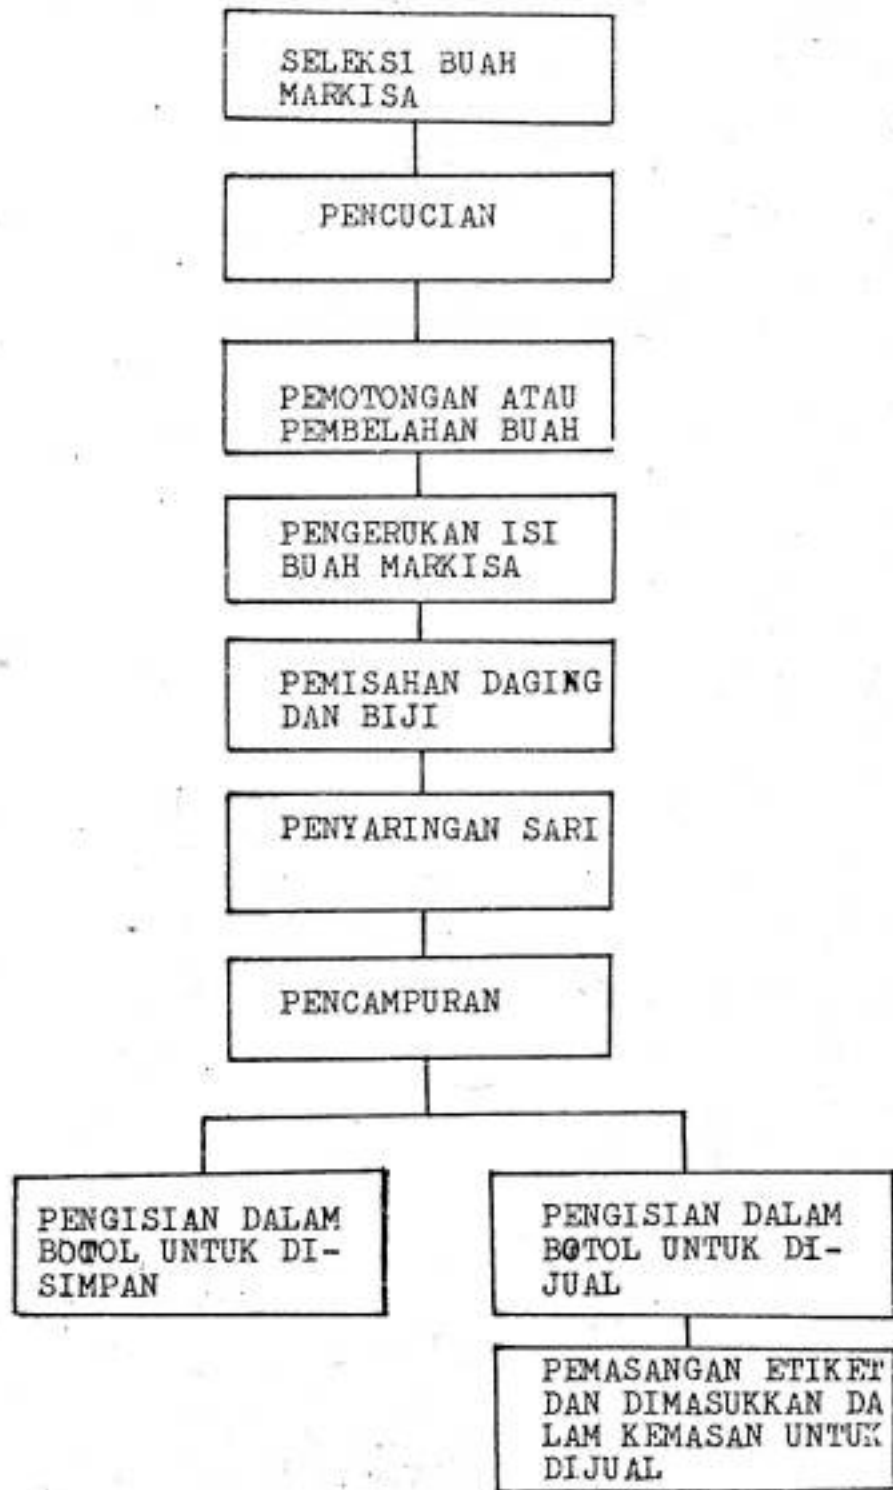 SELEKSI BUAH
MARKISA
PENCUCIAN
PEMOTONGAN ATAU
PEMBELAHAN BUAH
PENGERUKAN ISI
BUAH MARKISA
PEMISAHAN DAGING
DAN BIJI
PENYARINGAN SARI
PENCAMPURAN
PENGISIAN DALAM
BOTOL UNTUK DI-
SIMPAN
PENGISIAN DALAM
BOTOL UNTUK DI-
JUAL
PEMASANGAN ETIKET
DAN DIMASUKKAN DA
LAM KEMASAN UNTUK
DIJUAL